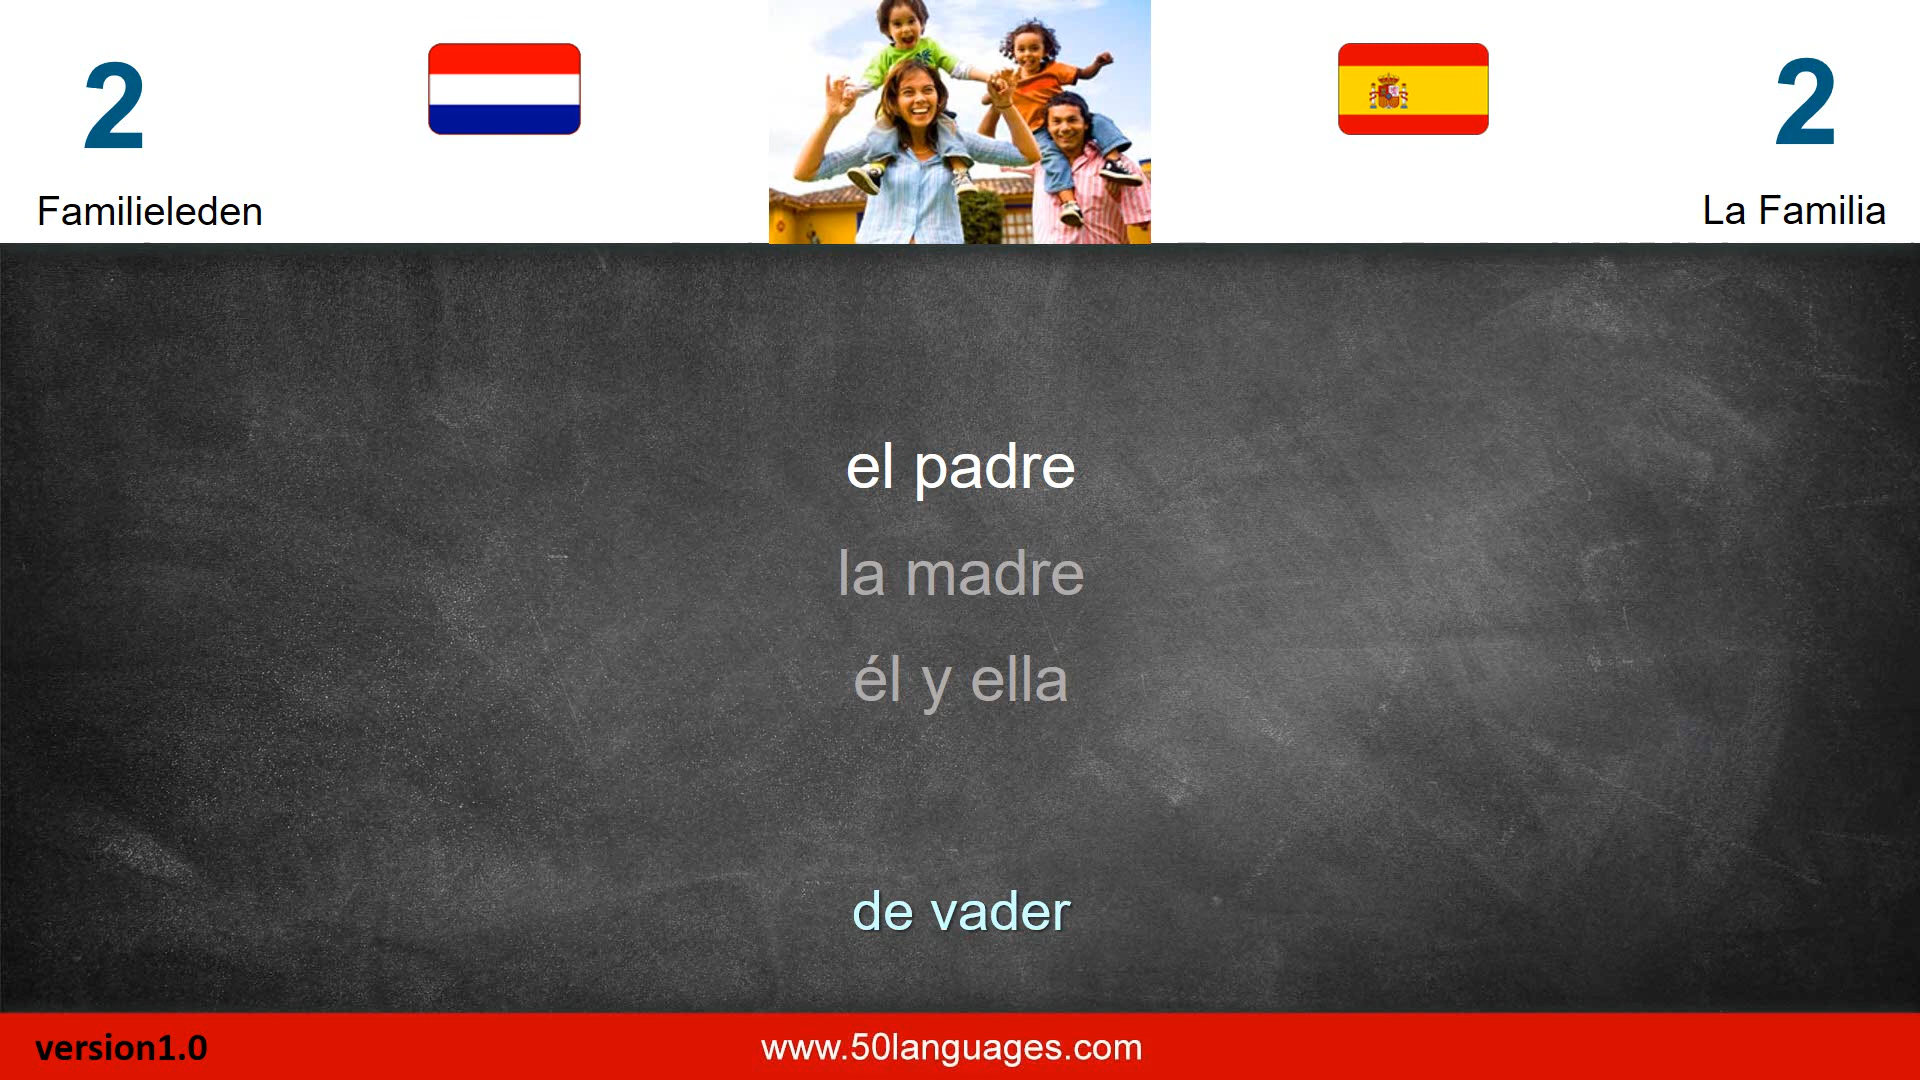 2
2
Familieleden
La Familia
el padre
la madre
él y ella
de vader
version1.0
www.50languages.com